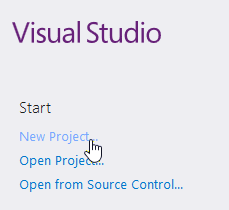 Visual Studio
Start
New Project...
Open Project...
Open from Source Control...